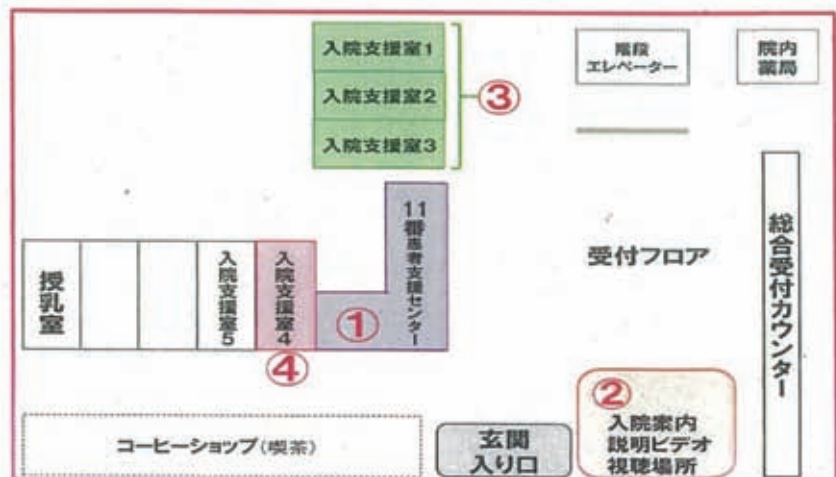 入院支援室1
入院支援室2
入院支援室3
③
階段
エレベーター
院内
薬局
11番患者支援センター
①
授乳室
入院支援室5
入院支援室4
④
受付フロア
総合受付カウンター
②
入院案内
説明ビデオ
視聴場所
コーヒーショップ(喫茶)
玄関
入り口